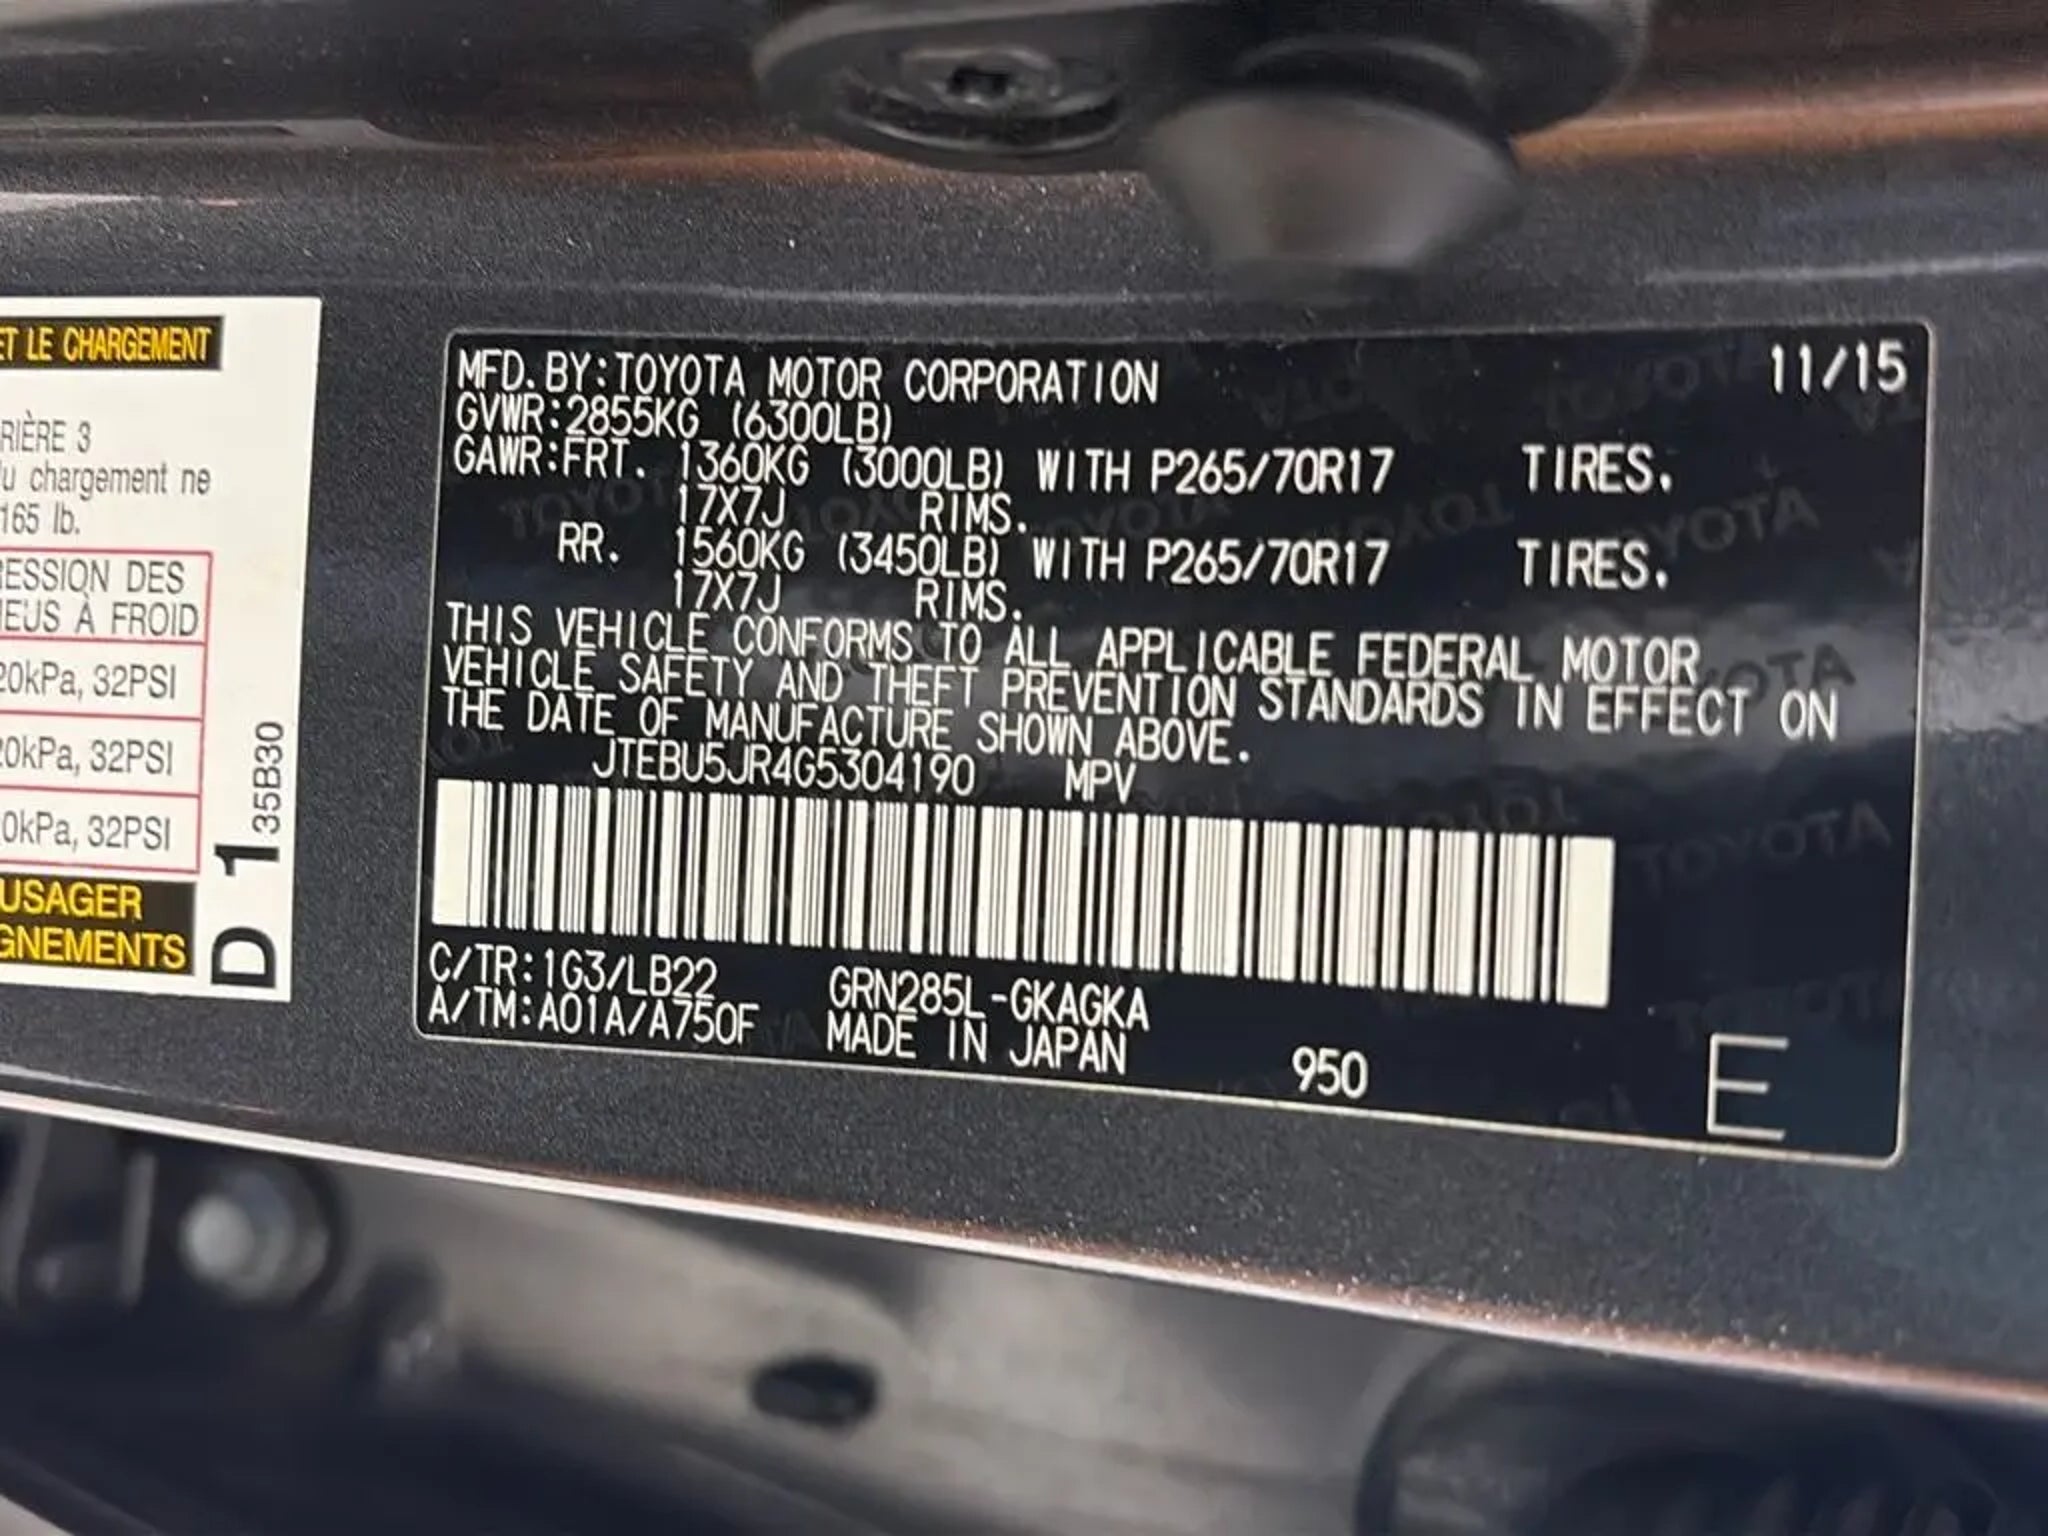 ET LE CHARGEMENT
RIÈRE 3
du chargement ne
165 lb.
RESSION DES
NEUS À FROID
20kPa, 32PSI
20kPa, 32PSI
0kPa, 32PSI
USAGER
GNEMENTS
D 1 35B30
MFD. BY:TOYOTA MOTOR CORPORATION 11/15
GVWR:2855KG (6300LB)
GAWR:FRT. 1360KG (3000LB) WITH P265/70R17 TIRES.
17X7J RIMS.
RR. 1560KG (3450LB) WITH P265/70R17 TIRES.
17X7J RIMS.
THIS VEHICLE CONFORMS TO ALL APPLICABLE FEDERAL MOTOR
VEHICLE SAFETY AND THEFT PREVENTION STANDARDS IN EFFECT ON
THE DATE OF MANUFACTURE SHOWN ABOVE.
JTEBU5JR4G5304190 MPV
C/TR:1G3/LB22 GRN285L-GKAGKA
A/TM:A01A/A750F MADE IN JAPAN 950 E